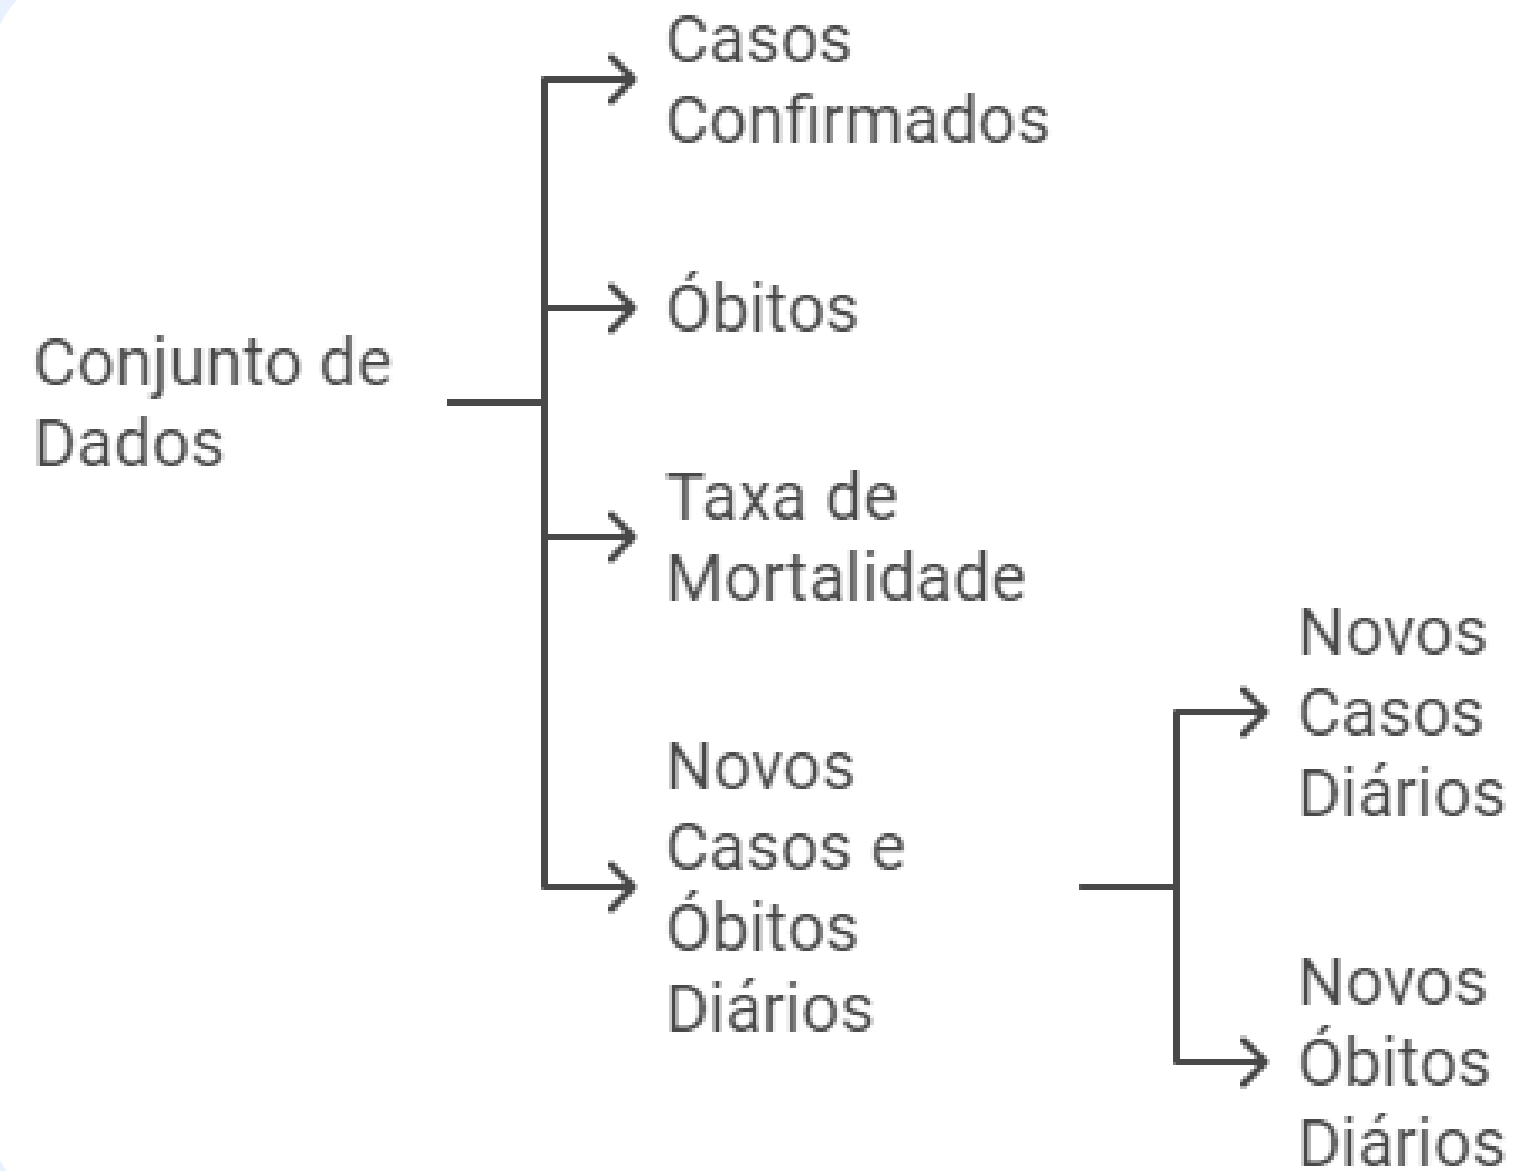 Conjunto de
Dados
Casos
Confirmados
Óbitos
Taxa de
Mortalidade
Novos
Casos e
Óbitos
Diários
Novos
Casos
Diários
Novos
Óbitos
Diários